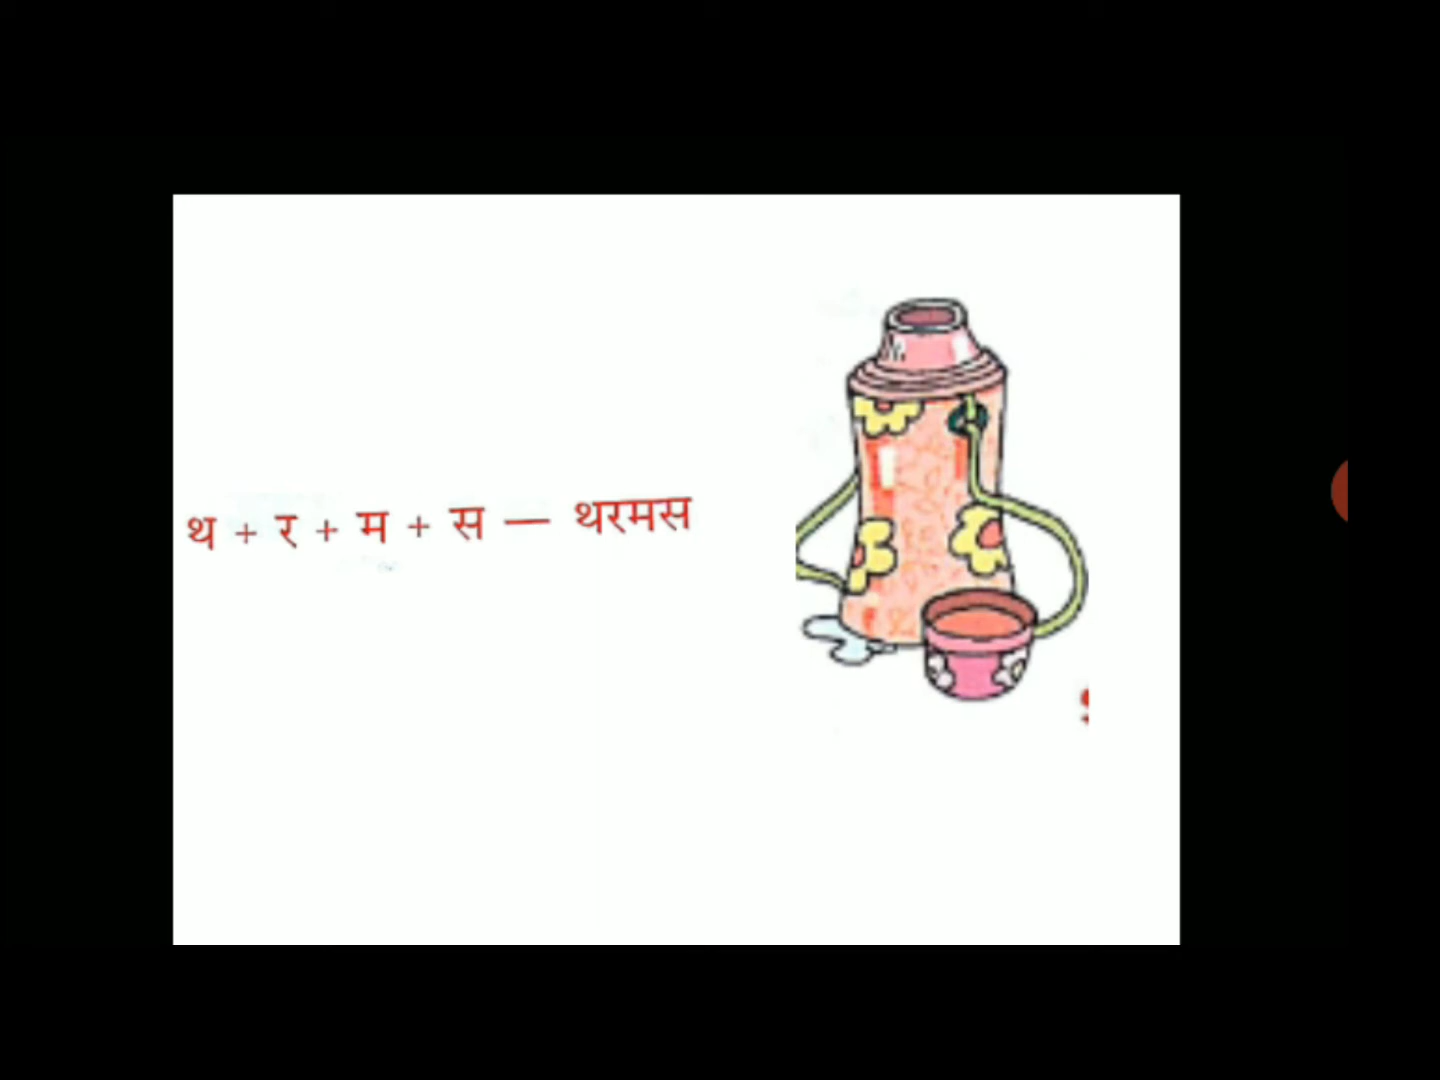 थ + र + म + स — थरमस